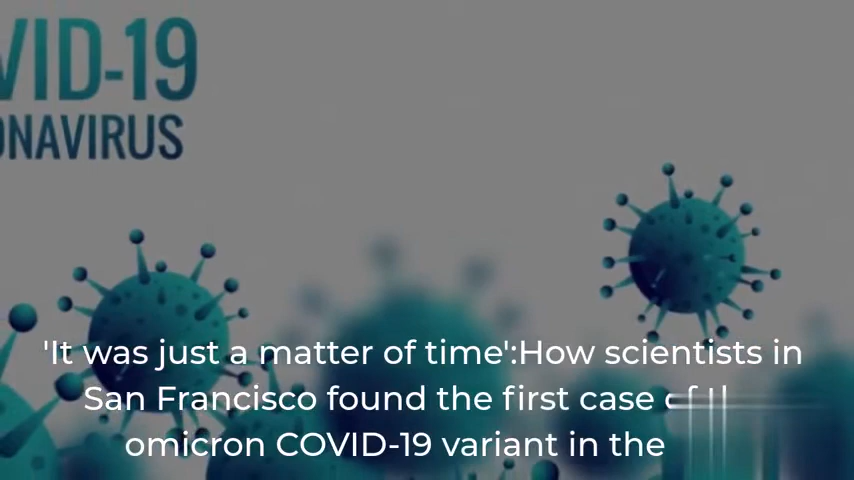 VID-19
ONAVIRUS
'It was just a matter of time':How scientists in
San Francisco found the first case of
omicron COVID-19 variant in the